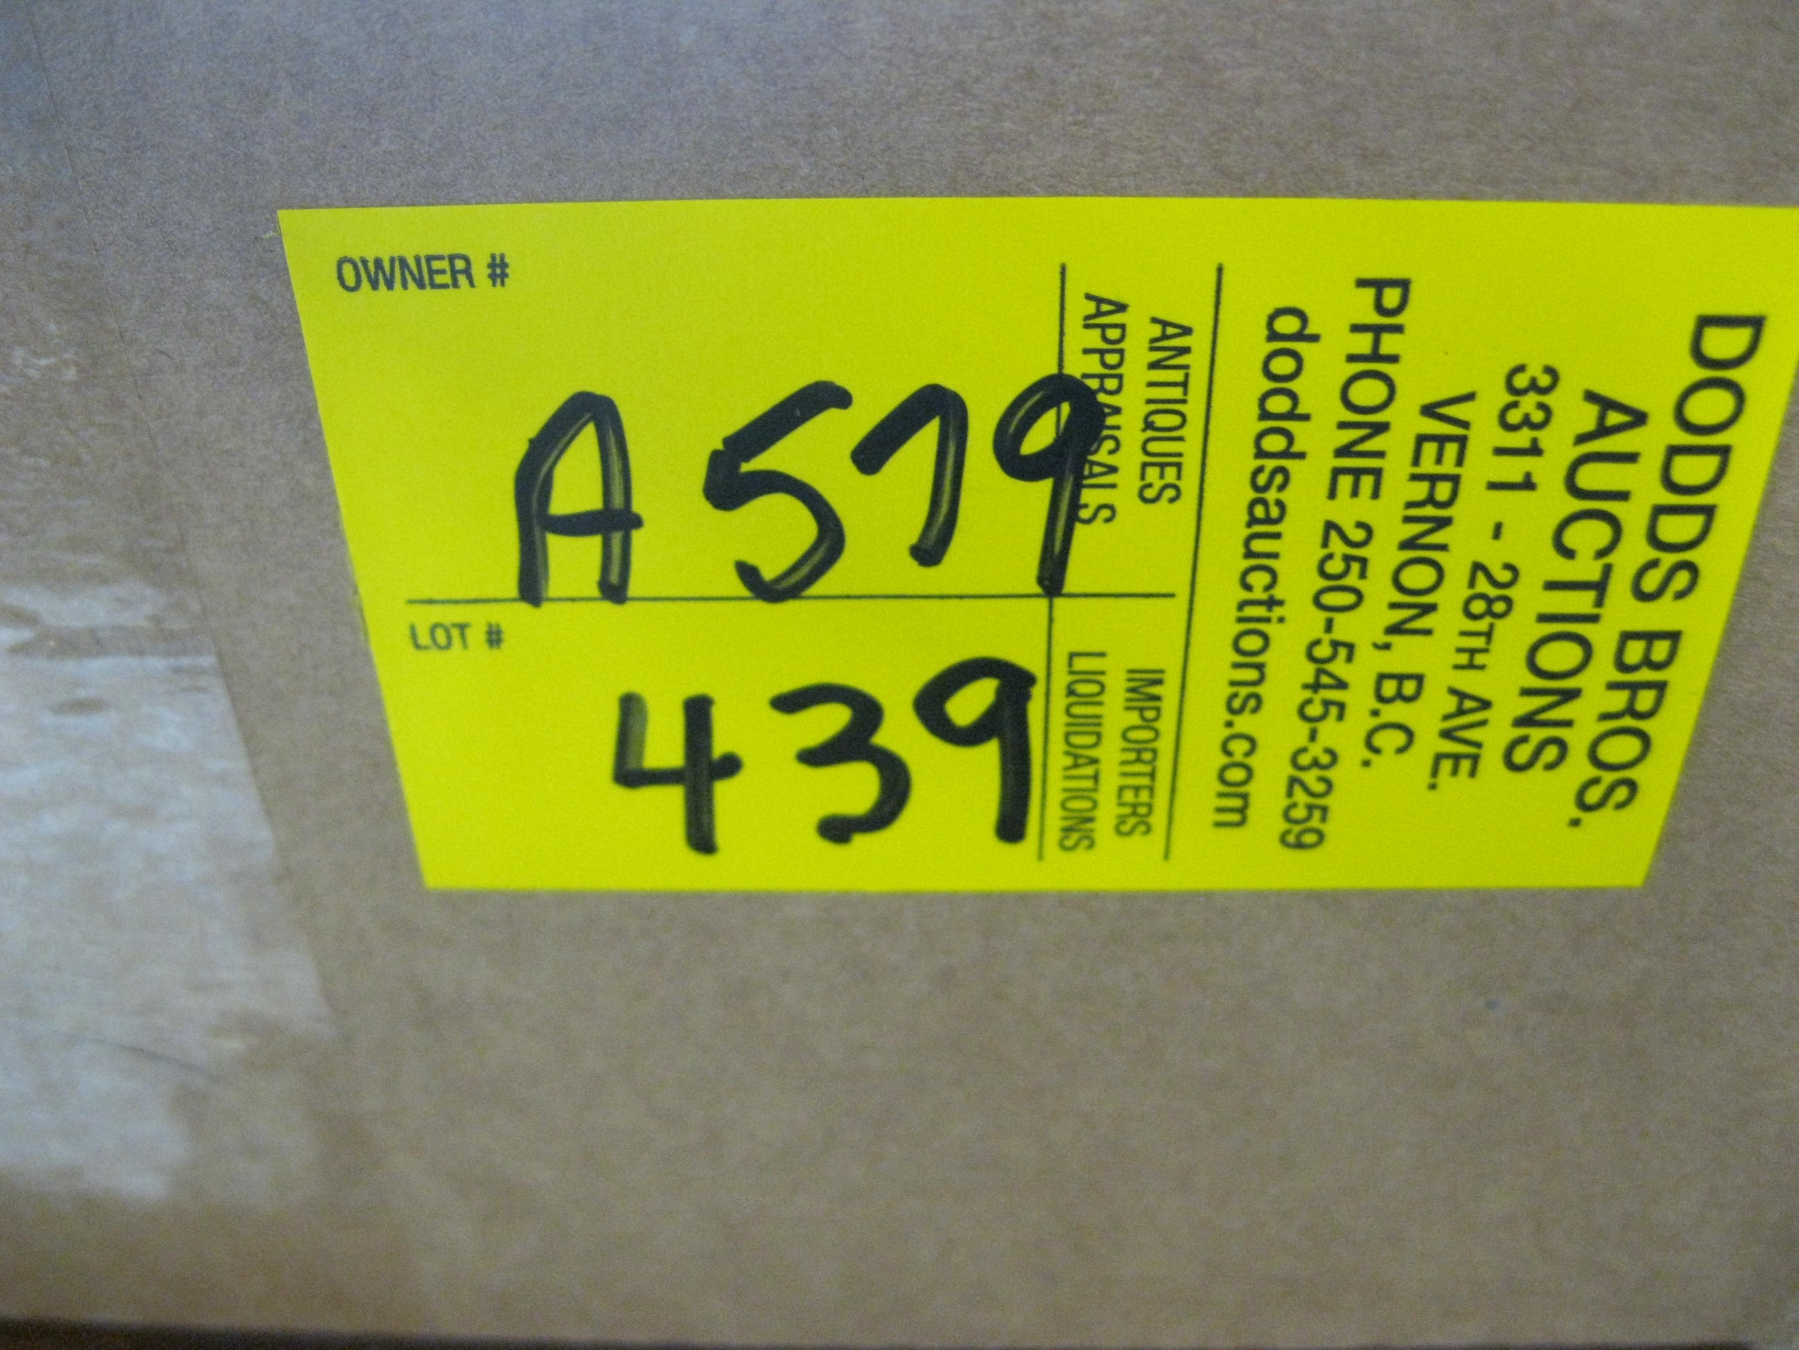 OWNER #
A 579
LOT #
439
ANTIQUES
APPRAISALS
IMPORTERS
LIQUIDATIONS
DODDS BROS.
AUCTIONS
3311 - 28TH AVE.
VERNON, B.C.
PHONE 250-545-3259
doddsauctions.com